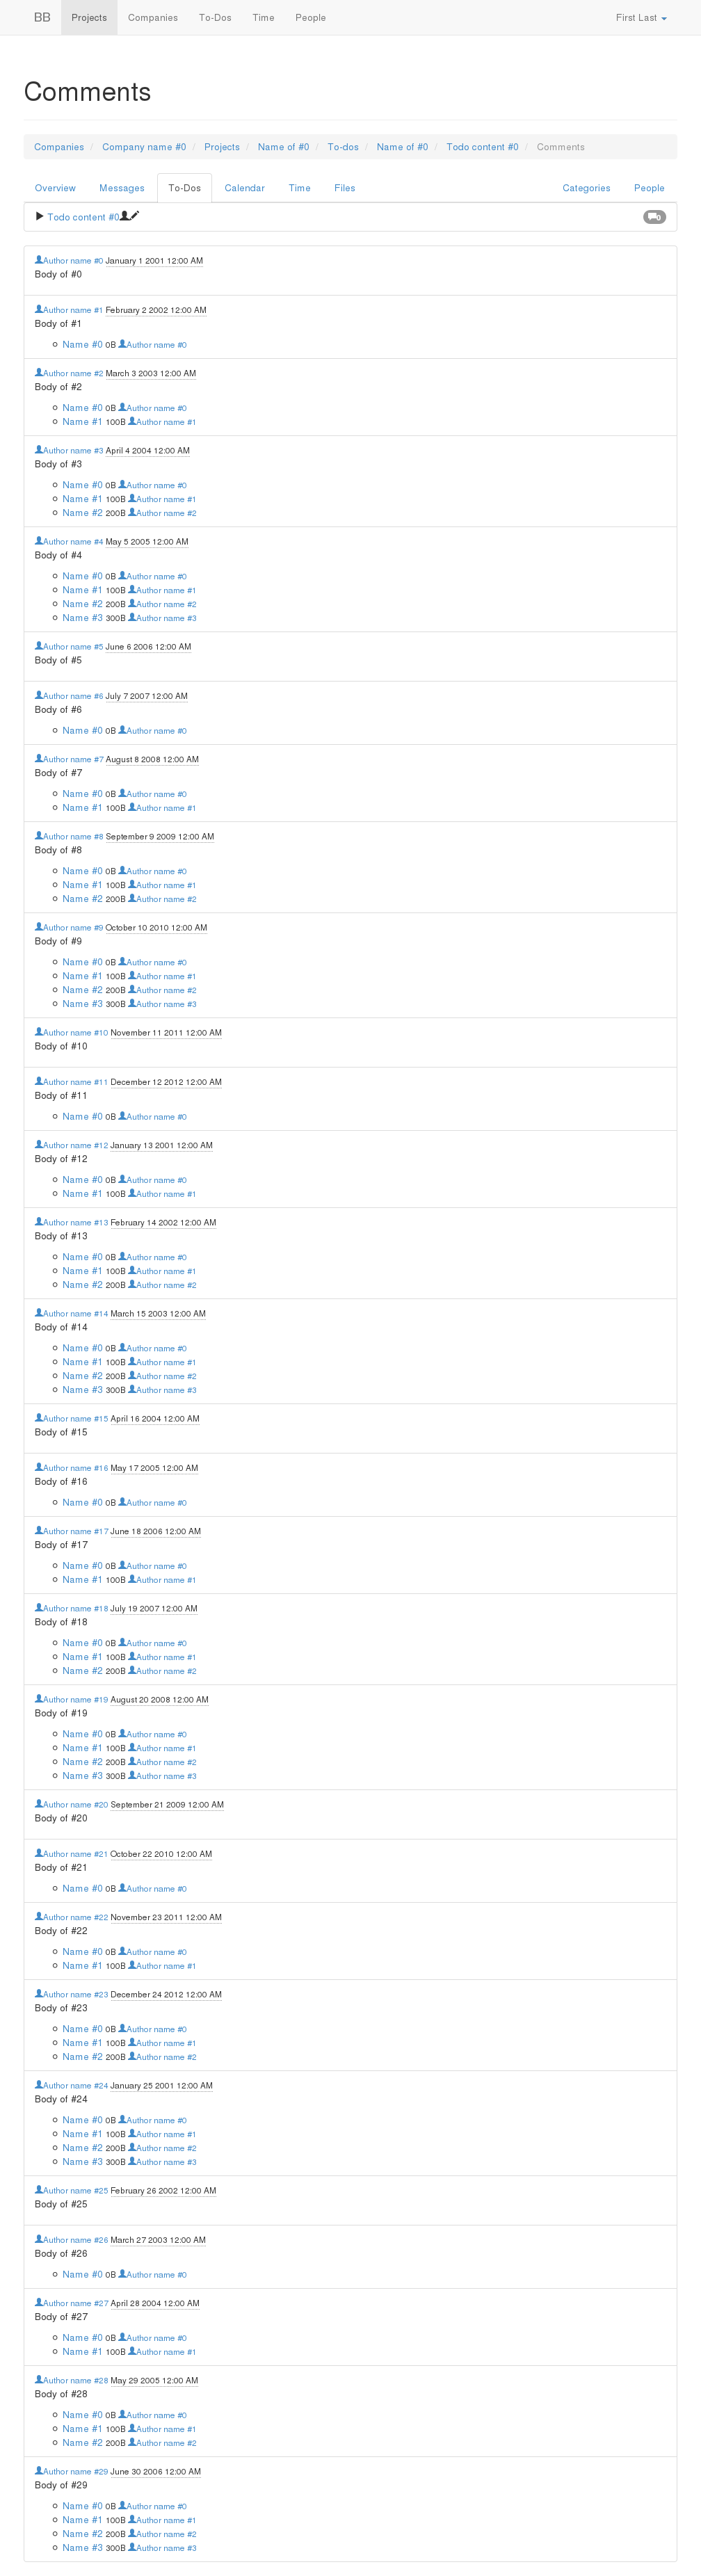 BB Projects Companies To-Dos Time People First Last
Comments
Companies / Company name #0 / Projects / Name of #0 / To-dos / Name of #0 / Todo content #0 / Comments
Overview Messages To-Dos Calendar Time Files Categories People
Todo content #0 0
Author name #0 January 1 2001 12:00 AM
Body of #0
Author name #1 February 2 2002 12:00 AM
Body of #1
Name #0 0B Author name #0
Author name #2 March 3 2003 12:00 AM
Body of #2
Name #0 0B Author name #0
Name #1 100B Author name #1
Author name #3 April 4 2004 12:00 AM
Body of #3
Name #0 0B Author name #0
Name #1 100B Author name #1
Name #2 200B Author name #2
Author name #4 May 5 2005 12:00 AM
Body of #4
Name #0 0B Author name #0
Name #1 100B Author name #1
Name #2 200B Author name #2
Name #3 300B Author name #3
Author name #5 June 6 2006 12:00 AM
Body of #5
Author name #6 July 7 2007 12:00 AM
Body of #6
Name #0 0B Author name #0
Author name #7 August 8 2008 12:00 AM
Body of #7
Name #0 0B Author name #0
Name #1 100B Author name #1
Author name #8 September 9 2009 12:00 AM
Body of #8
Name #0 0B Author name #0
Name #1 100B Author name #1
Name #2 200B Author name #2
Author name #9 October 10 2010 12:00 AM
Body of #9
Name #0 0B Author name #0
Name #1 100B Author name #1
Name #2 200B Author name #2
Name #3 300B Author name #3
Author name #10 November 11 2011 12:00 AM
Body of #10
Author name #11 December 12 2012 12:00 AM
Body of #11
Name #0 0B Author name #0
Author name #12 January 13 2001 12:00 AM
Body of #12
Name #0 0B Author name #0
Name #1 100B Author name #1
Author name #13 February 14 2002 12:00 AM
Body of #13
Name #0 0B Author name #0
Name #1 100B Author name #1
Name #2 200B Author name #2
Author name #14 March 15 2003 12:00 AM
Body of #14
Name #0 0B Author name #0
Name #1 100B Author name #1
Name #2 200B Author name #2
Name #3 300B Author name #3
Author name #15 April 16 2004 12:00 AM
Body of #15
Author name #16 May 17 2005 12:00 AM
Body of #16
Name #0 0B Author name #0
Author name #17 June 18 2006 12:00 AM
Body of #17
Name #0 0B Author name #0
Name #1 100B Author name #1
Author name #18 July 19 2007 12:00 AM
Body of #18
Name #0 0B Author name #0
Name #1 100B Author name #1
Name #2 200B Author name #2
Author name #19 August 20 2008 12:00 AM
Body of #19
Name #0 0B Author name #0
Name #1 100B Author name #1
Name #2 200B Author name #2
Name #3 300B Author name #3
Author name #20 September 21 2009 12:00 AM
Body of #20
Author name #21 October 22 2010 12:00 AM
Body of #21
Name #0 0B Author name #0
Author name #22 November 23 2011 12:00 AM
Body of #22
Name #0 0B Author name #0
Name #1 100B Author name #1
Author name #23 December 24 2012 12:00 AM
Body of #23
Name #0 0B Author name #0
Name #1 100B Author name #1
Name #2 200B Author name #2
Author name #24 January 25 2001 12:00 AM
Body of #24
Name #0 0B Author name #0
Name #1 100B Author name #1
Name #2 200B Author name #2
Name #3 300B Author name #3
Author name #25 February 26 2002 12:00 AM
Body of #25
Author name #26 March 27 2003 12:00 AM
Body of #26
Name #0 0B Author name #0
Author name #27 April 28 2004 12:00 AM
Body of #27
Name #0 0B Author name #0
Name #1 100B Author name #1
Author name #28 May 29 2005 12:00 AM
Body of #28
Name #0 0B Author name #0
Name #1 100B Author name #1
Name #2 200B Author name #2
Author name #29 June 30 2006 12:00 AM
Body of #29
Name #0 0B Author name #0
Name #1 100B Author name #1
Name #2 200B Author name #2
Name #3 300B Author name #3